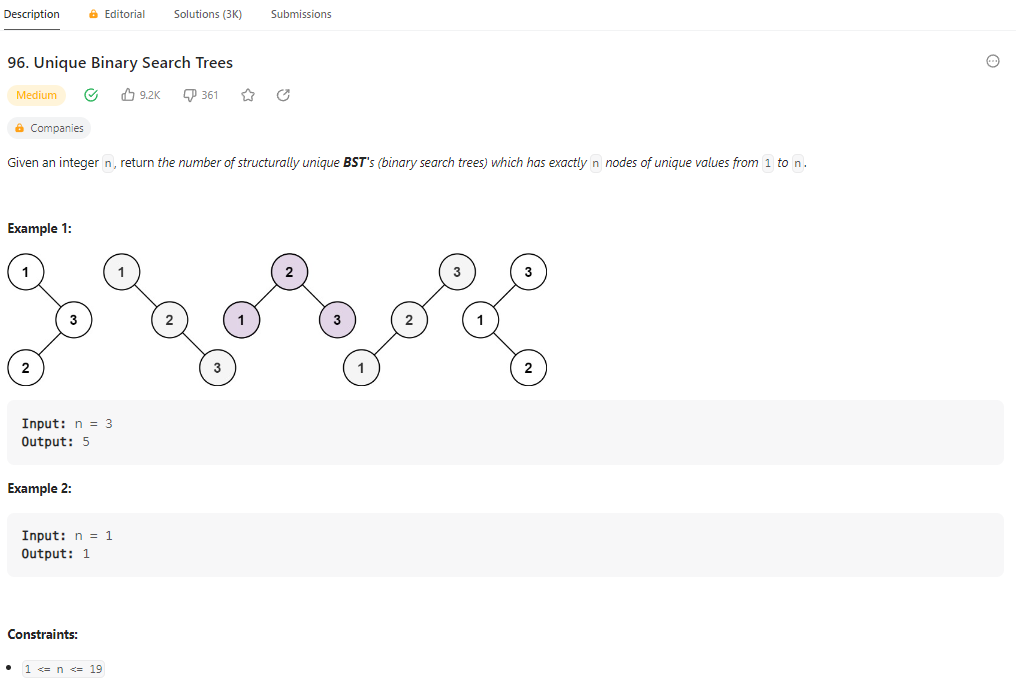 Description Editorial Solutions (3K) Submissions
96. Unique Binary Search Trees
Medium 9.2K 361
Companies
Given an integer n, return the number of structurally unique BST's (binary search trees) which has exactly n nodes of unique values from 1 to n.
Example 1:
1 1 2 3 3
3 2 1 3 2 1
2 3 1 2
Input: n = 3
Output: 5
Example 2:
Input: n = 1
Output: 1
Constraints:
• 1 <= n <= 19